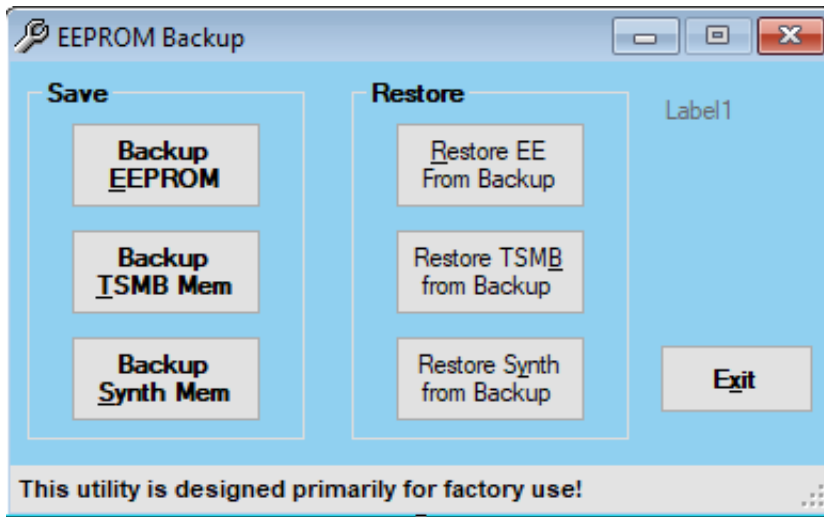 EEPROM Backup
Save
Backup
EEPROM
Backup
TSMB Mem
Backup
Synth Mem
Restore
Restore EE
From Backup
Restore TSMB
from Backup
Restore Synth
from Backup
Label1
Exit
This utility is designed primarily for factory use!